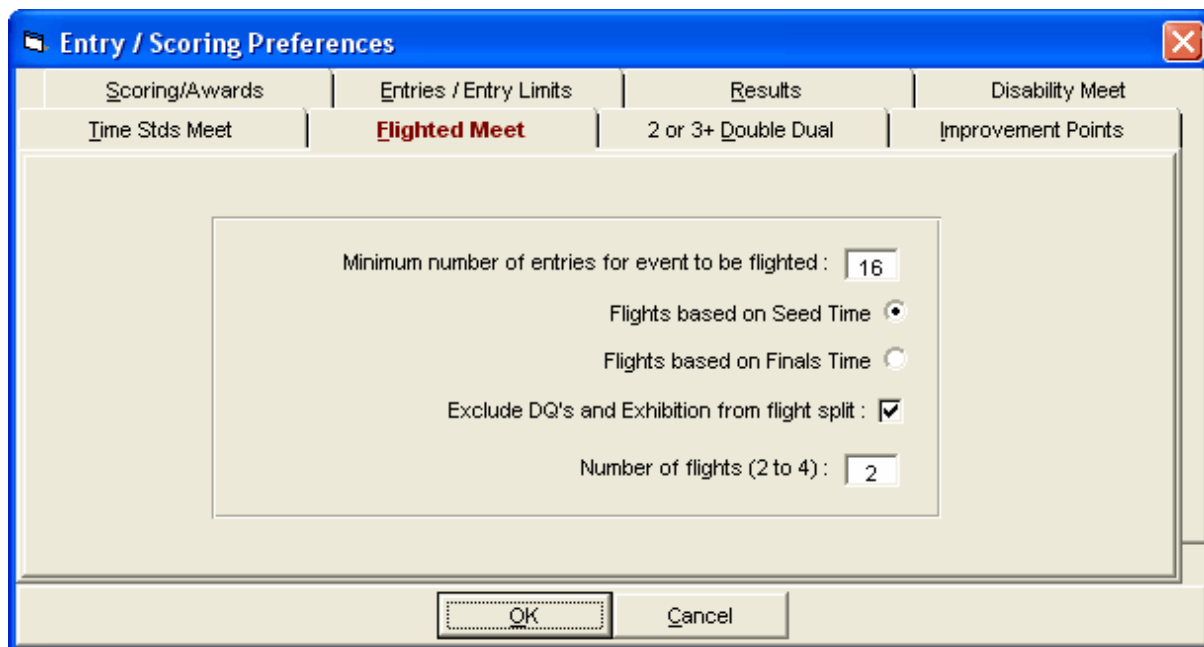 Entry / Scoring Preferences
Scoring/Awards Entries / Entry Limits Results Disability Meet
Time Stds Meet Flighted Meet 2 or 3+ Double Dual Improvement Points
Minimum number of entries for event to be flighted : 16
Flights based on Seed Time
Flights based on Finals Time
Exclude DQ's and Exhibition from flight split :
Number of flights (2 to 4) : 2
OK Cancel